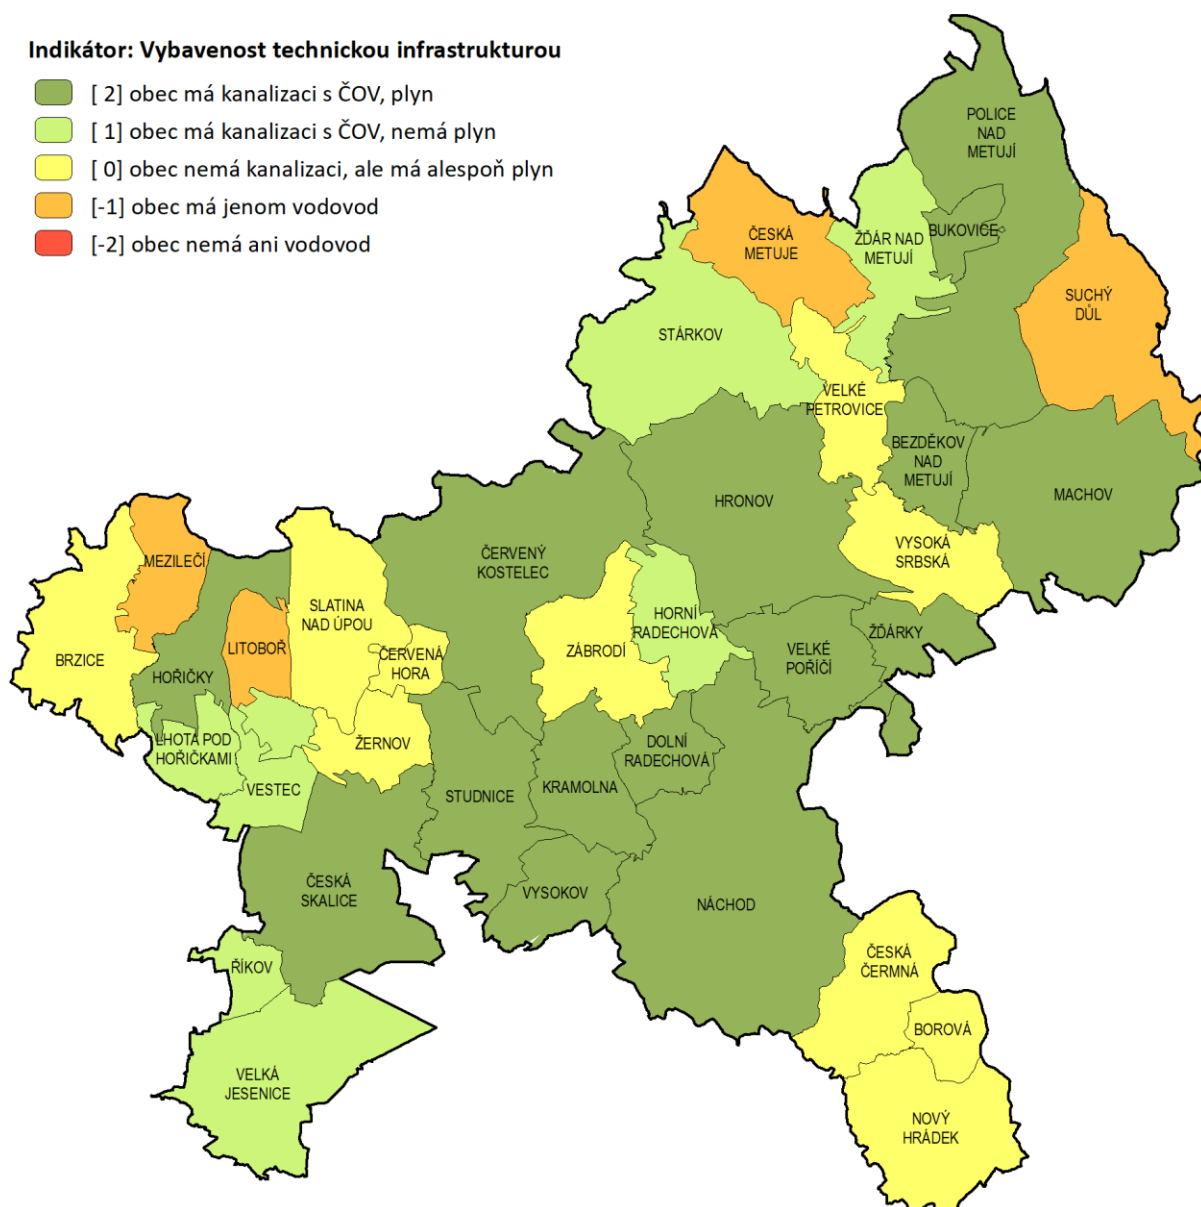 Indikátor: Vybavenost technickou infrastrukturou
[ 2] obec má kanalizaci s ČOV, plyn
[ 1] obec má kanalizaci s ČOV, nemá plyn
[ 0] obec nemá kanalizaci, ale má alespoň plyn
[-1] obec má jenom vodovod
[-2] obec nemá ani vodovod
POLICE
NAD
METUJÍ
BUKOVICE
ČESKÁ
METUJE
ŽĎÁR NAD
METUJÍ
SUCHÝ
DŮL
STÁRKOV
VELKÉ
PETROVICE
BEZDĚKOV
NAD
METUJÍ
MACHOV
HRONOV
VYSOKÁ
SRBSKÁ
ČERVENÝ
KOSTELEC
MEZILEČÍ
SLATINA
NAD ÚPOU
HORNÍ
RADECHOVÁ
ŽĎÁRKY
BRZICE
LITOBOŘ
ČERVENÁ
HORA
ZÁBRODÍ
VELKÉ
POŘÍČÍ
HOŘIČKY
LHOTA POD
HOŘIČKAMI
ŽERNOV
DOLNÍ
RADECHOVÁ
VESTEC
STUDNICE
KRAMOLNA
ČESKÁ
SKALICE
VYSOKOV
NÁCHOD
ŘÍKOV
ČESKÁ
ČERMNÁ
BOROVÁ
VELKÁ
JESENICE
NOVÝ
HRÁDEK